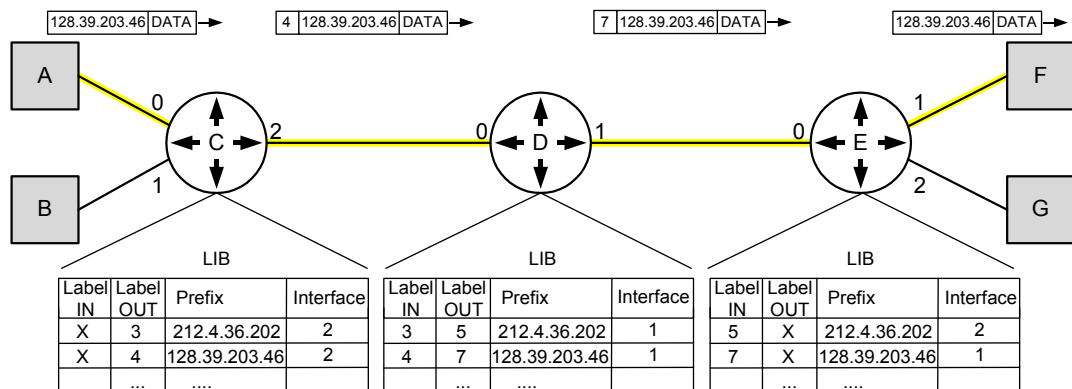 128.39.203.46 DATA
4 128.39.203.46 DATA
7 128.39.203.46 DATA
128.39.203.46 DATA
A
F
0
1
C
2
0
D
1
0
E
1
2
B
G
LIB
LIB
LIB
Label IN Label OUT Prefix Interface
X 3 212.4.36.202 2
X 4 128.39.203.46 2
... ....
Label IN Label OUT Prefix Interface
3 5 212.4.36.202 1
4 7 128.39.203.46 1
... ....
Label IN Label OUT Prefix Interface
5 X 212.4.36.202 2
7 X 128.39.203.46 1
... ....